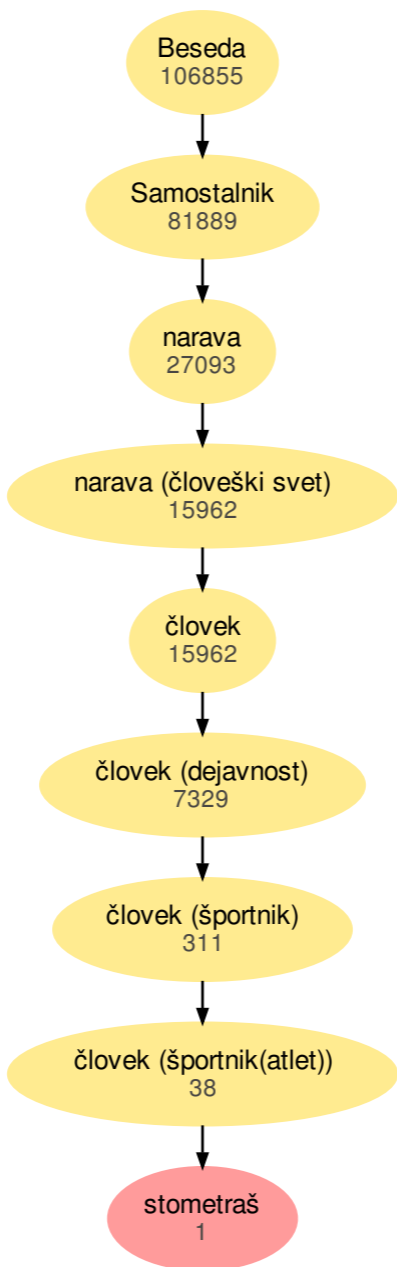 Beseda
106855
Samostalnik
81889
narava
27093
narava (človeški svet)
15962
človek
15962
človek (dejavnost)
7329
človek (športnik)
311
človek (športnik(atlet))
38
stometraš
1